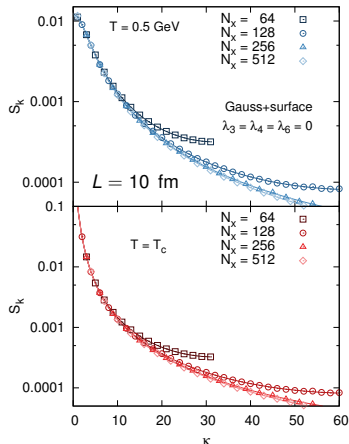 0.01
0.001
0.0001
S_k
T = 0.5 GeV
N_x = 64
N_x = 128
N_x = 256
N_x = 512
Gauss+surface
λ_3 = λ_4 = λ_6 = 0
L = 10 fm
0.1
0.01
0.001
0.0001
S_k
T = T_c
N_x = 64
N_x = 128
N_x = 256
N_x = 512
0 10 20 30 40 50 60
κ